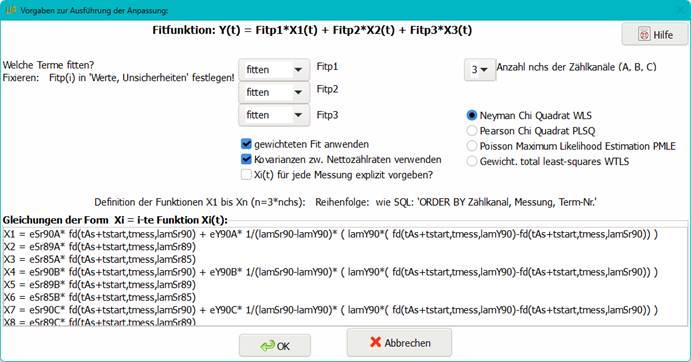 Vorgaben zur Ausführung der Anpassung:
Fitfunktion: Y(t) = Fitp1*X1(t) + Fitp2*X2(t) + Fitp3*X3(t)
Hilfe
Welche Terme fitten?
Fixieren: Fitp(i) in 'Werte, Unsicherheiten' festlegen!
fitten Fitp1
fitten Fitp2
fitten Fitp3
3 Anzahl nchs der Zählkanäle (A, B, C)
Neyman Chi Quadrat WLS
Pearson Chi Quadrat PLSQ
Poisson Maximum Likelihood Estimation PMLE
Gewicht. total least-squares WTLS
gewichteten Fit anwenden
Kovarianzen zw. Nettozählraten verwenden
Xi(t) für jede Messung explizit vorgeben?
Definition der Funktionen X1 bis Xn (n=3*nchs): Reihenfolge: wie SQL: 'ORDER BY Zählkanal, Messung, Term-Nr.'
Gleichungen der Form Xi = i-te Funktion Xi(t):
X1 = eSr90A* fd(tAs+tstart,tmess,lamSr90) + eY90A* 1/(lamSr90-lamY90)* ( lamY90*( fd(tAs+tstart,tmess,lamY90)-fd(tAs+tstart,tmess,lamSr90)) )
X2 = eSr89A* fd(tAs+tstart,tmess,lamSr89)
X3 = eSr85A* fd(tAs+tstart,tmess,lamSr85)
X4 = eSr90B* fd(tAs+tstart,tmess,lamSr90) + eY90B* 1/(lamSr90-lamY90)* ( lamY90*( fd(tAs+tstart,tmess,lamY90)-fd(tAs+tstart,tmess,lamSr90)) )
X5 = eSr89B* fd(tAs+tstart,tmess,lamSr89)
X6 = eSr85B* fd(tAs+tstart,tmess,lamSr85)
X7 = eSr90C* fd(tAs+tstart,tmess,lamSr90) + eY90C* 1/(lamSr90-lamY90)* ( lamY90*( fd(tAs+tstart,tmess,lamY90)-fd(tAs+tstart,tmess,lamSr90)) )
X8 = eSr89C* fd(tAs+tstart,tmess,lamSr89)
OK
Abbrechen